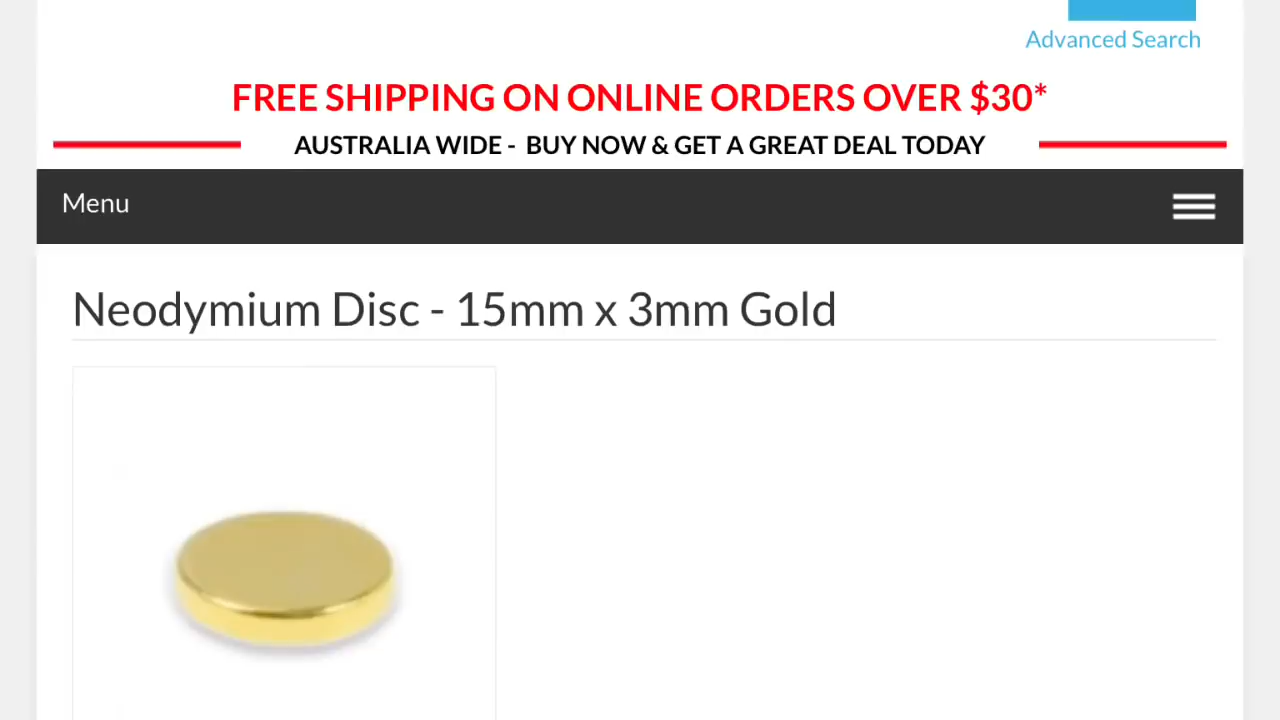 Advanced Search
FREE SHIPPING ON ONLINE ORDERS OVER $30*
AUSTRALIA WIDE - BUY NOW & GET A GREAT DEAL TODAY
Menu
Neodymium Disc - 15mm x 3mm Gold